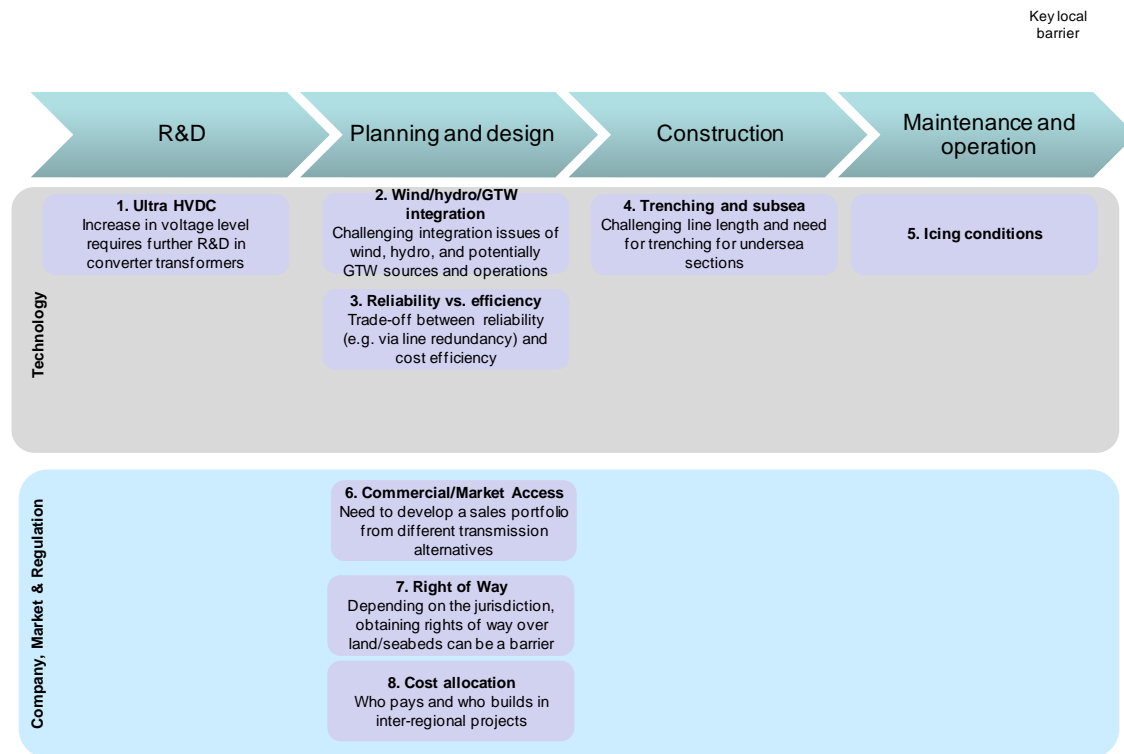 Key local
barrier
R&D
Planning and design
Construction
Maintenance and
operation
Technology
1. Ultra HVDC
Increase in voltage level
requires further R&D in
converter transformers
2. Wind/hydro/GTW
integration
Challenging integration issues of
wind, hydro, and potentially
GTW sources and operations
3. Reliability vs. efficiency
Trade-off between reliability
(e.g. via line redundancy) and
cost efficiency
4. Trenching and subsea
Challenging line length and need
for trenching for undersea
sections
5. Icing conditions
Company, Market & Regulation
6. Commercial/Market Access
Need to develop a sales portfolio
from different transmission
alternatives
7. Right of Way
Depending on the jurisdiction,
obtaining rights of way over
land/seabeds can be a barrier
8. Cost allocation
Who pays and who builds in
inter-regional projects